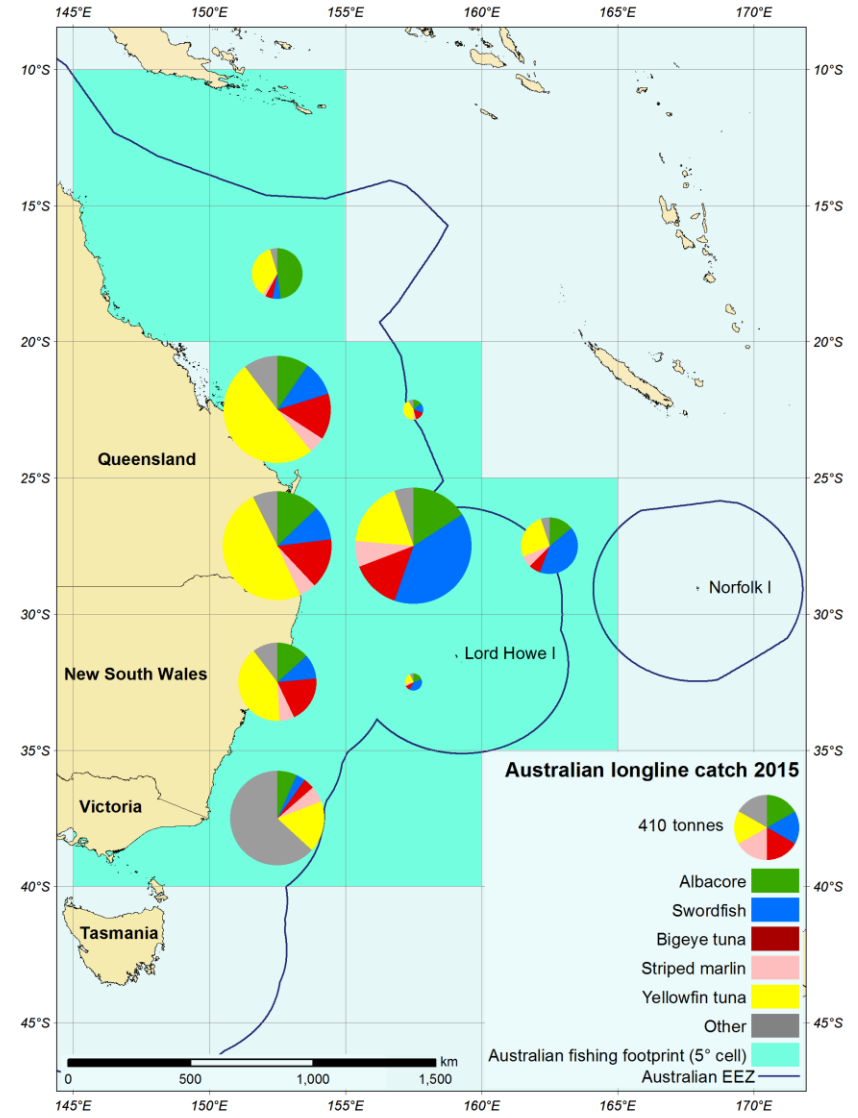 145°E 150°E 155°E 160°E 165°E 170°E
10°S 10°S
15°S 15°S
20°S 20°S
Queensland
25°S 25°S
Norfolk I
30°S 30°S
Lord Howe I
New South Wales
35°S 35°S
Australian longline catch 2015
Victoria
410 tonnes
40°S 40°S
Albacore
Swordfish
Tasmania
Bigeye tuna
Striped marlin
Yellowfin tuna
45°S 45°S
Other
Australian fishing footprint (5° cell)
km
0 500 1,000 1,500
Australian EEZ
145°E 150°E 155°E 160°E 165°E 170°E